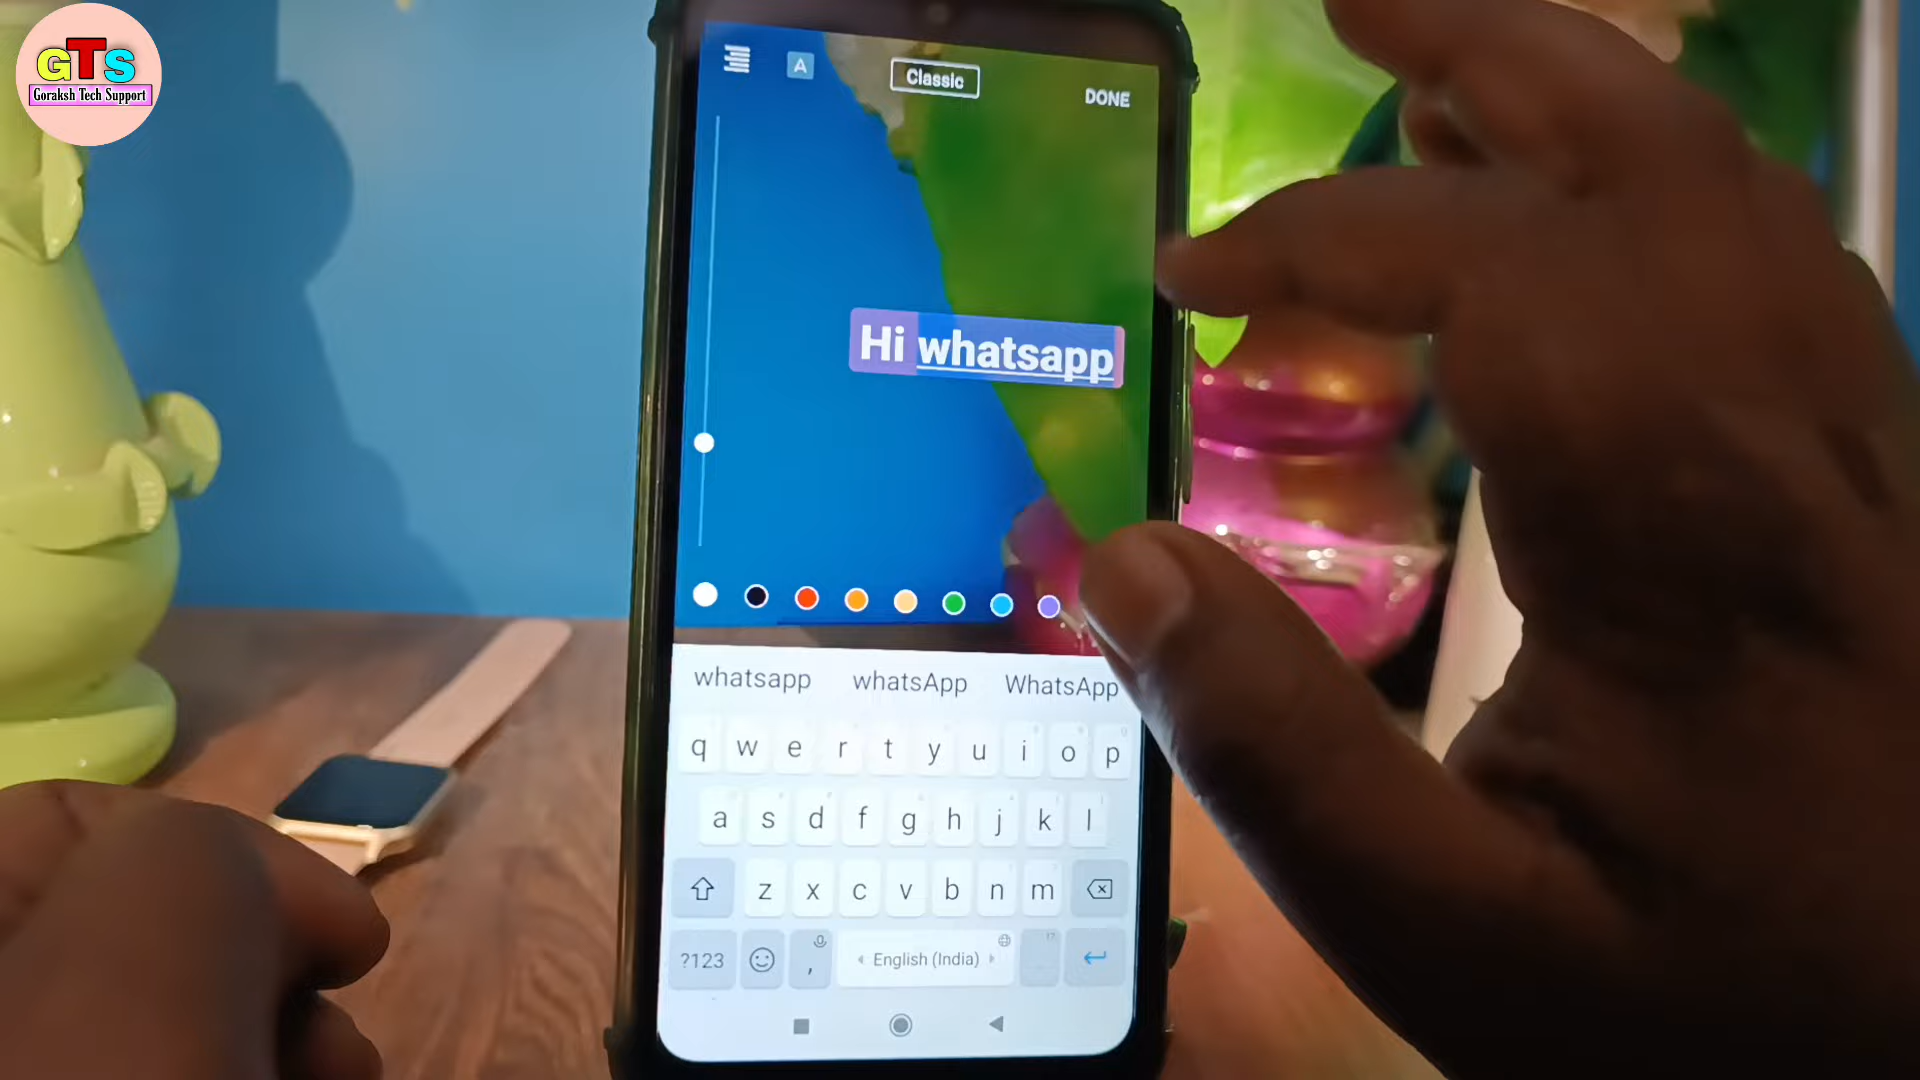 GTS
Goraksh Tech Support
A
Classic
DONE
Hi whatsapp
whatsapp whatsApp WhatsApp
q w e r t y u i o p
a s d f g h j k l
z x c v b n m
?123 , English (India)